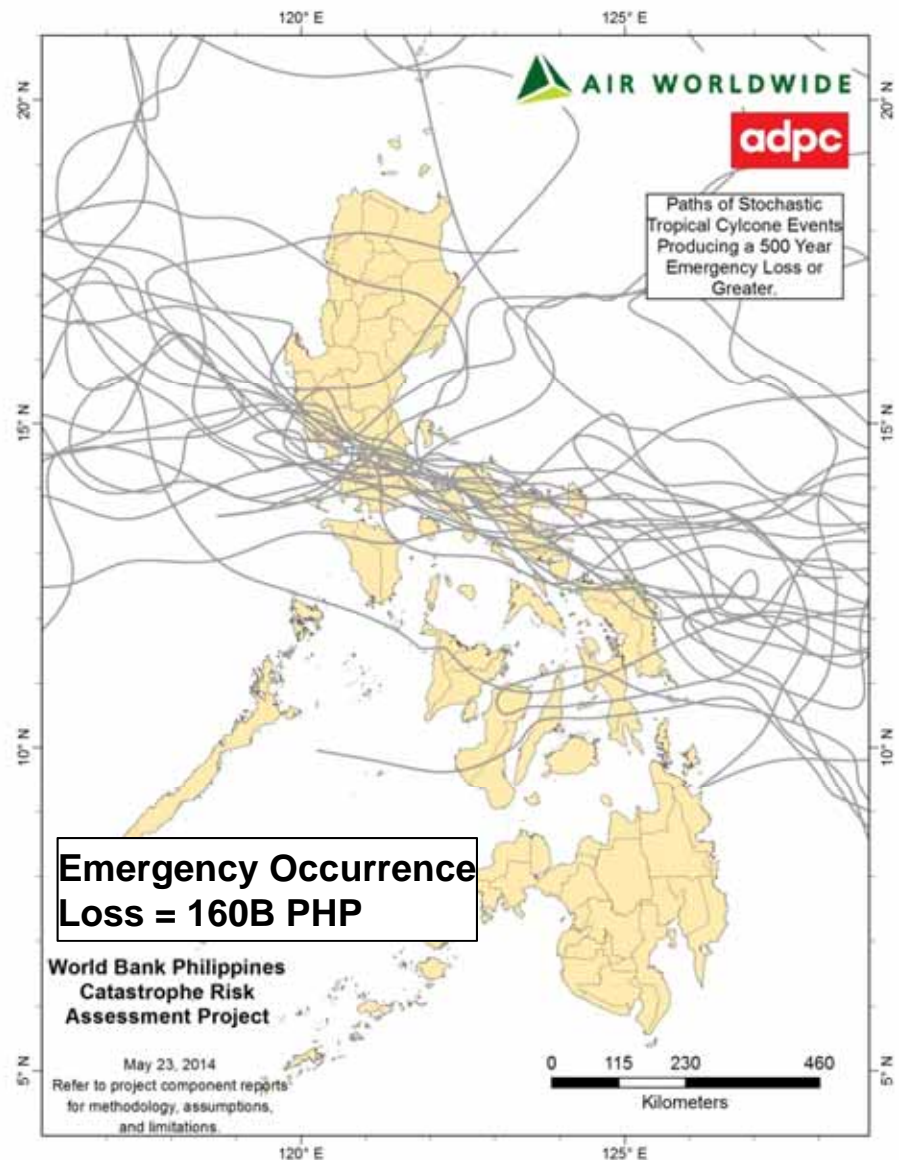 120° E
125° E
20° N
20° N
AIR WORLDWIDE
adpc
Paths of Stochastic
Tropical Cylcone Events
Producing a 500 Year
Emergency Loss or
Greater.
15° N
15° N
10° N
10° N
Emergency Occurrence
Loss = 160B PHP
World Bank Philippines
Catastrophe Risk
Assessment Project
May 23, 2014
Refer to project component reports
for methodology, assumptions,
and limitations.
0 115 230 460
Kilometers
5° N
5° N
120° E
125° E